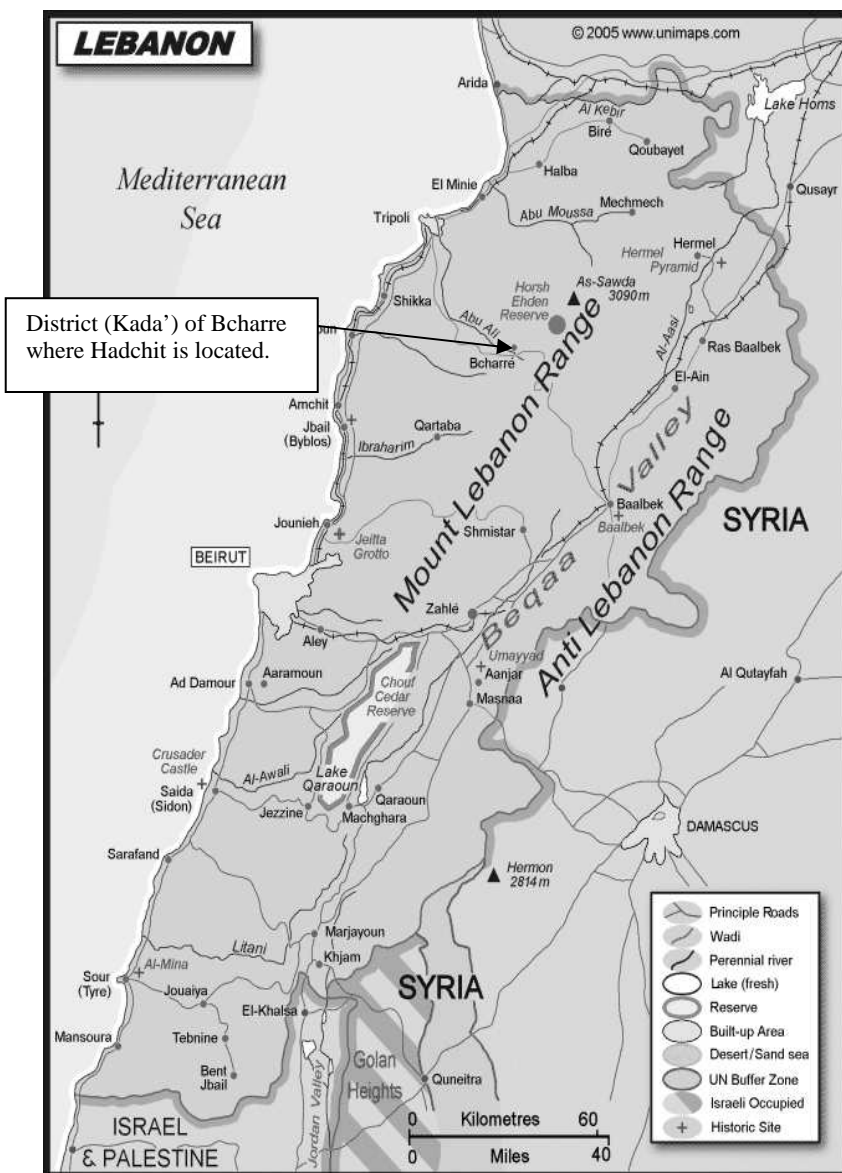 LEBANON
© 2005 www.unimaps.com
Arida
Lake Homs
Al Kebir
Biré
Qoubayet
Mediterranean
Sea
Halba
El Minie
Qusayr
Mechmech
Abu Moussa
Tripoli
Hermel
Hermel
Pyramid
As-Sawda
3090 m
Horsh
Ehden
Reserve
Shikka
Abu Ali
Al-Aasi
District (Kada’) of Bcharre
where Hadchit is located.
Ras Baalbek
Bcharré
El-Ain
Amchit
Jbail
(Byblos)
Qartaba
Ibraharim
Mount Lebanon Range
Beqaa Valley
Anti Lebanon Range
Baalbek
Baalbek
SYRIA
Jounieh
Jeitta
Grotto
Shmistar
BEIRUT
Zahlé
Aley
Umayyad
Aanjar
Masnaa
Al Qutayfah
Ad Damour
Aaramoun
Chouf
Cedar
Reserve
Crusader
Castle
Al-Awali
Saida
(Sidon)
Lake
Qaraoun
Qaraoun
Jezzine
Machghara
DAMASCUS
Sarafand
Hermon
2814 m
Marjayoun
Litani
Khjam
Al-Mina
Sour
(Tyre)
Jouaiya
El-Khalsa
SYRIA
Mansoura
Tebnine
Bent
Jbail
Golan
Heights
Quneitra
Jordan Valley
ISRAEL
& PALESTINE
0 Kilometres 60
0 Miles 40
Principle Roads
Wadi
Perennial river
Lake (fresh)
Reserve
Built-up Area
Desert/Sand sea
UN Buffer Zone
Israeli Occupied
Historic Site